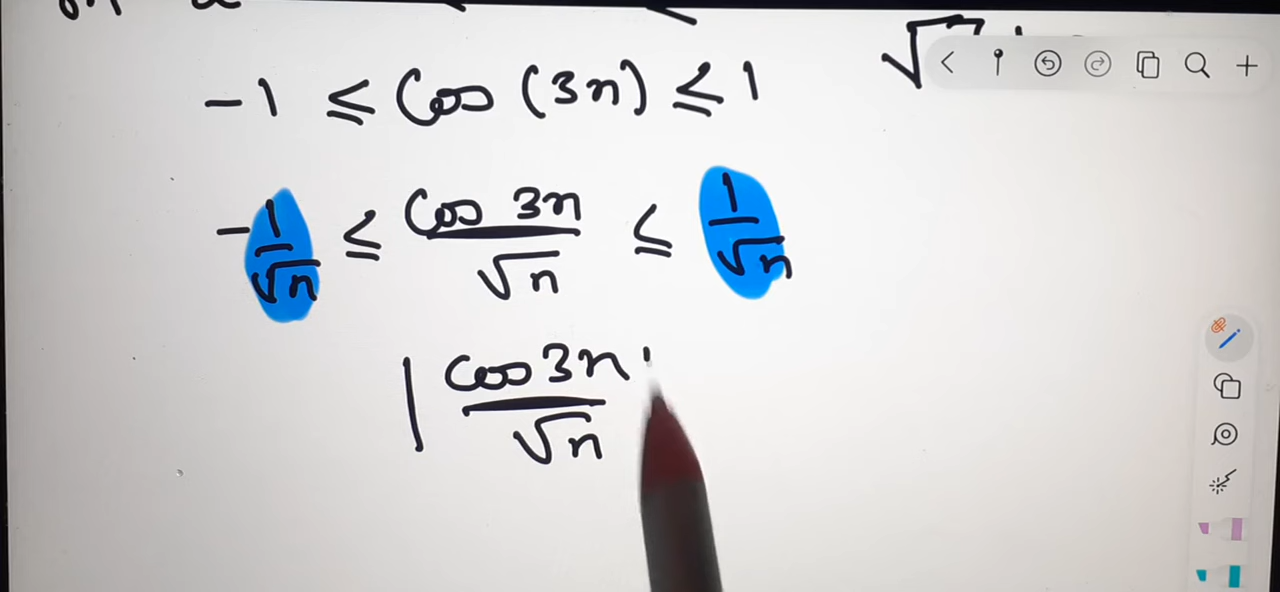 -1 ≤ Cos (3n) ≤ 1
-1/√n ≤ Cos 3n/√n ≤ 1/√n
| Cos 3n/√n